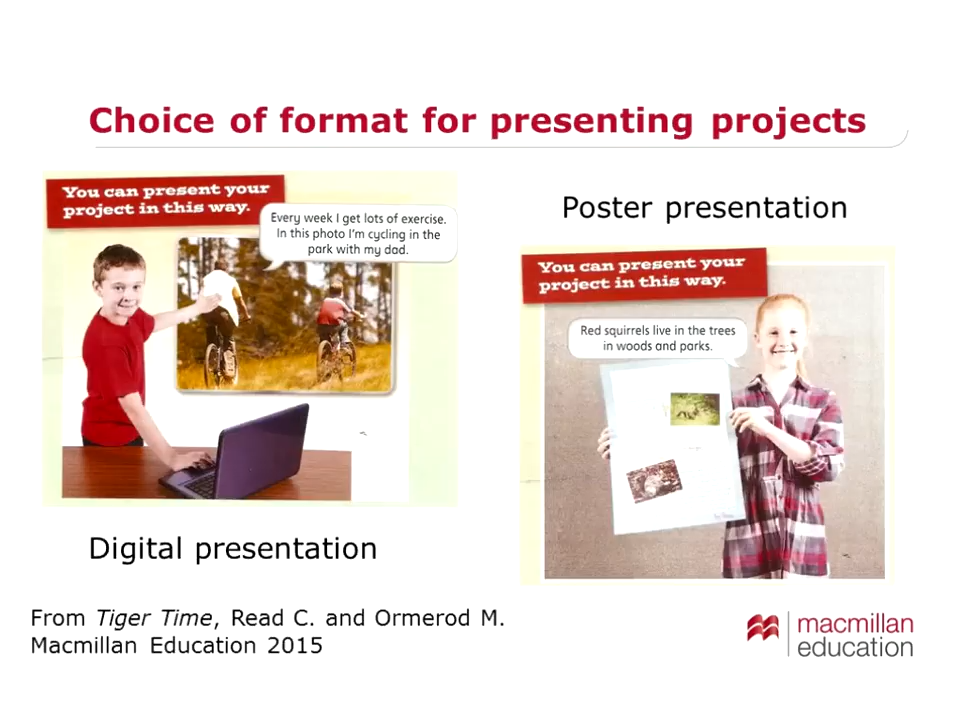 Choice of format for presenting projects
You can present your
project in this way.
Every week I get lots of exercise.
In this photo I'm cycling in the
park with my dad.
Digital presentation
Poster presentation
You can present your
project in this way.
Red squirrels live in the trees
in woods and parks.
From Tiger Time, Read C. and Ormerod M.
Macmillan Education 2015
macmillan
education